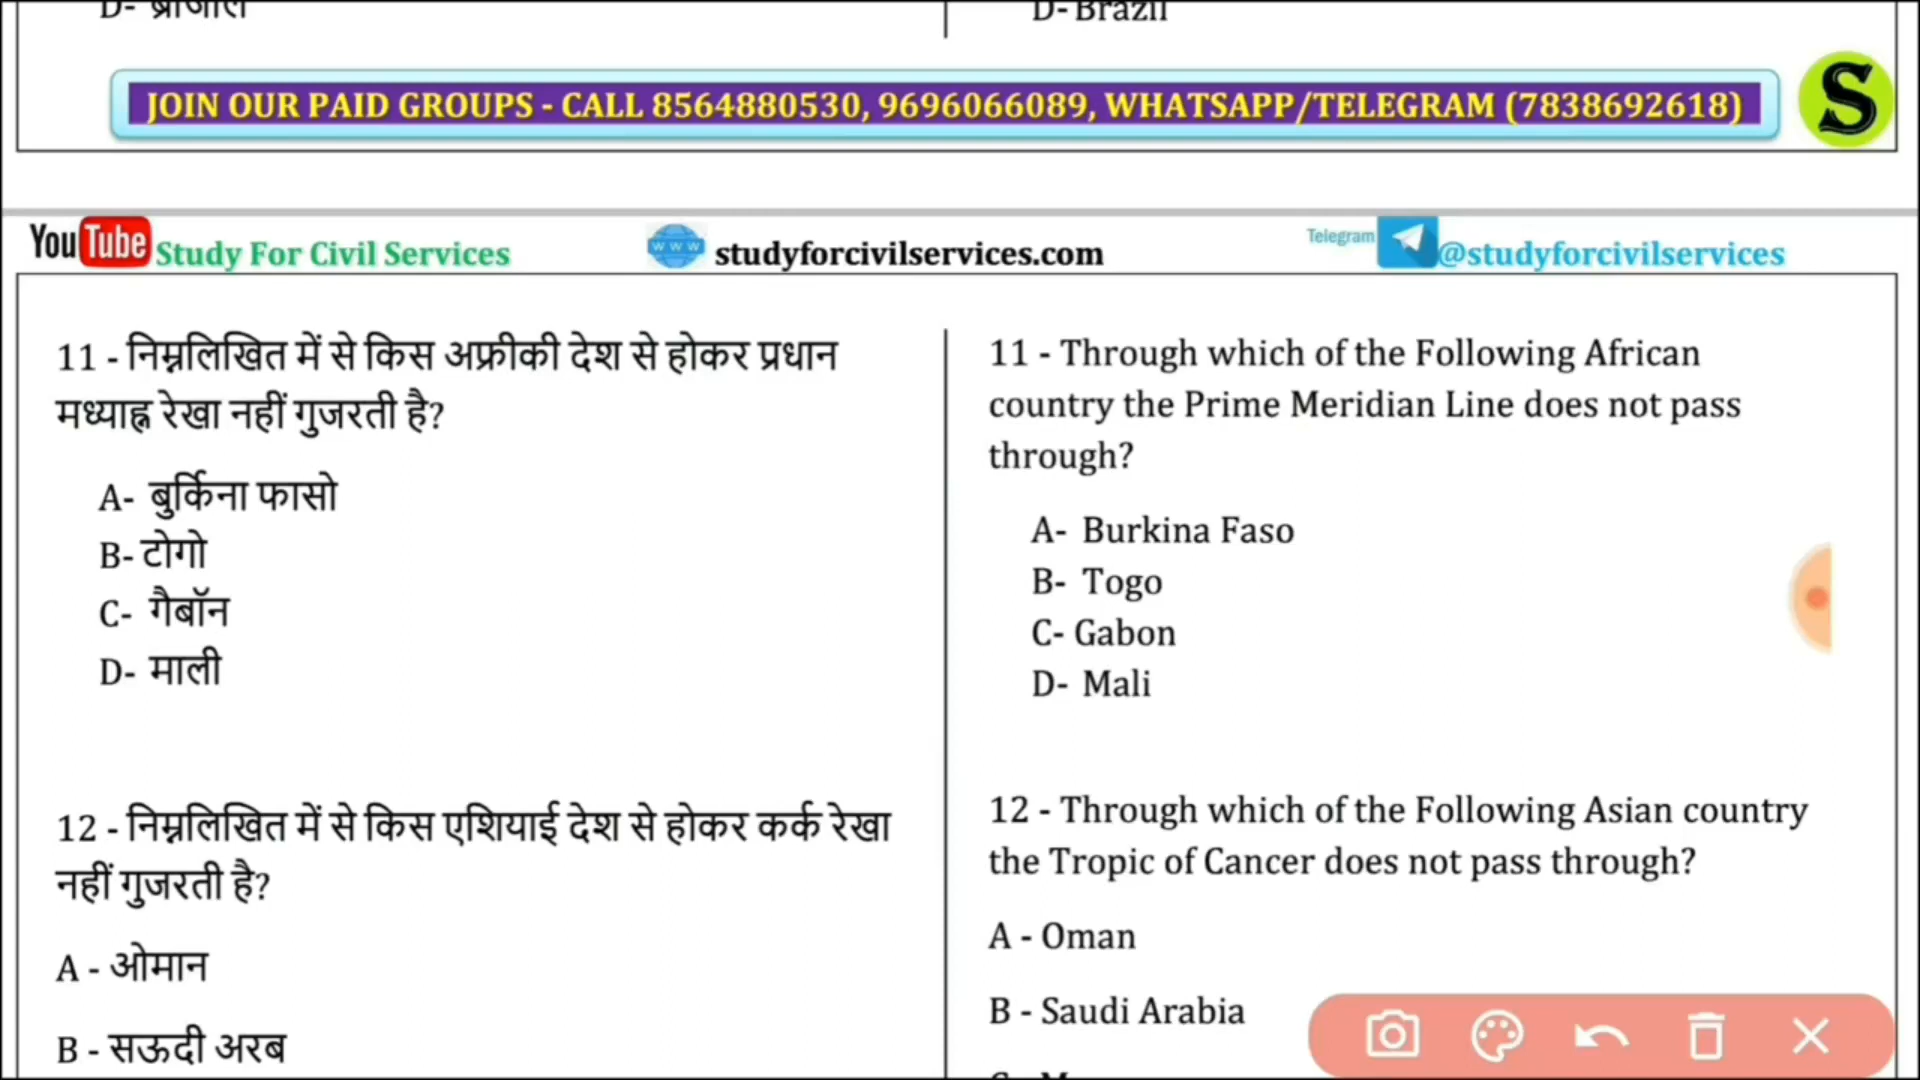 D- ब्राजील
D- Brazil
JOIN OUR PAID GROUPS - CALL 8564880530, 9696066089, WHATSAPP/TELEGRAM (7838692618)
S
YouTube Study For Civil Services
www studyforcivilservices.com
Telegram @studyforcivilservices
11 - निम्नलिखित में से किस अफ्रीकी देश से होकर प्रधान
मध्याह्न रेखा नहीं गुजरती है?
A- बुर्किना फासो
B- टोगो
C- गैबॉन
D- माली
12 - निम्नलिखित में से किस एशियाई देश से होकर कर्क रेखा
नहीं गुजरती है?
A - ओमान
B - सऊदी अरब
11 - Through which of the Following African
country the Prime Meridian Line does not pass
through?
A- Burkina Faso
B- Togo
C- Gabon
D- Mali
12 - Through which of the Following Asian country
the Tropic of Cancer does not pass through?
A - Oman
B - Saudi Arabia